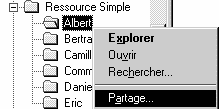 Ressource Simple
Albert
Bertra
Camill
Comm
Danie
Eric
Explorer
Ouvrir
Rechercher...
Partage...